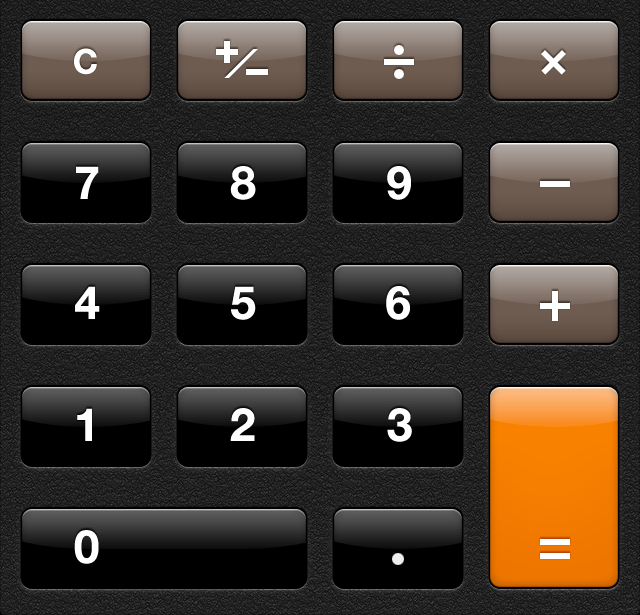 C +/− ÷ ×
7 8 9 −
4 5 6 +
1 2 3
0 . =